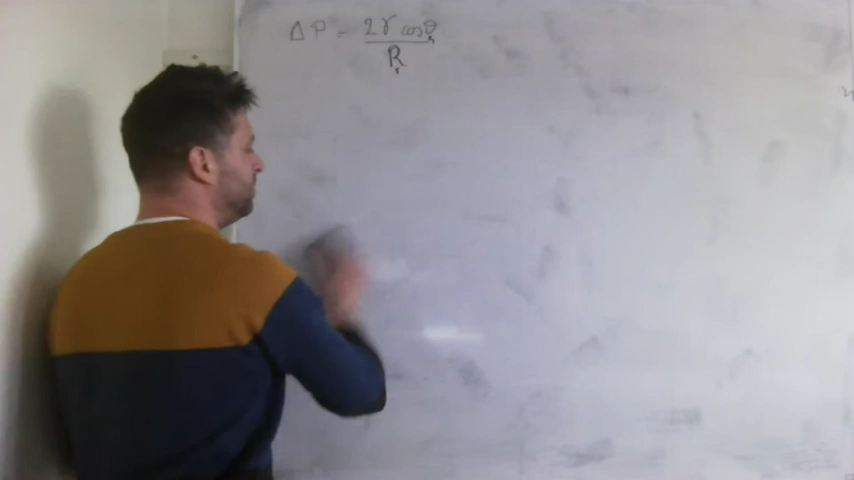 ΔP = 2γ cosθ / R